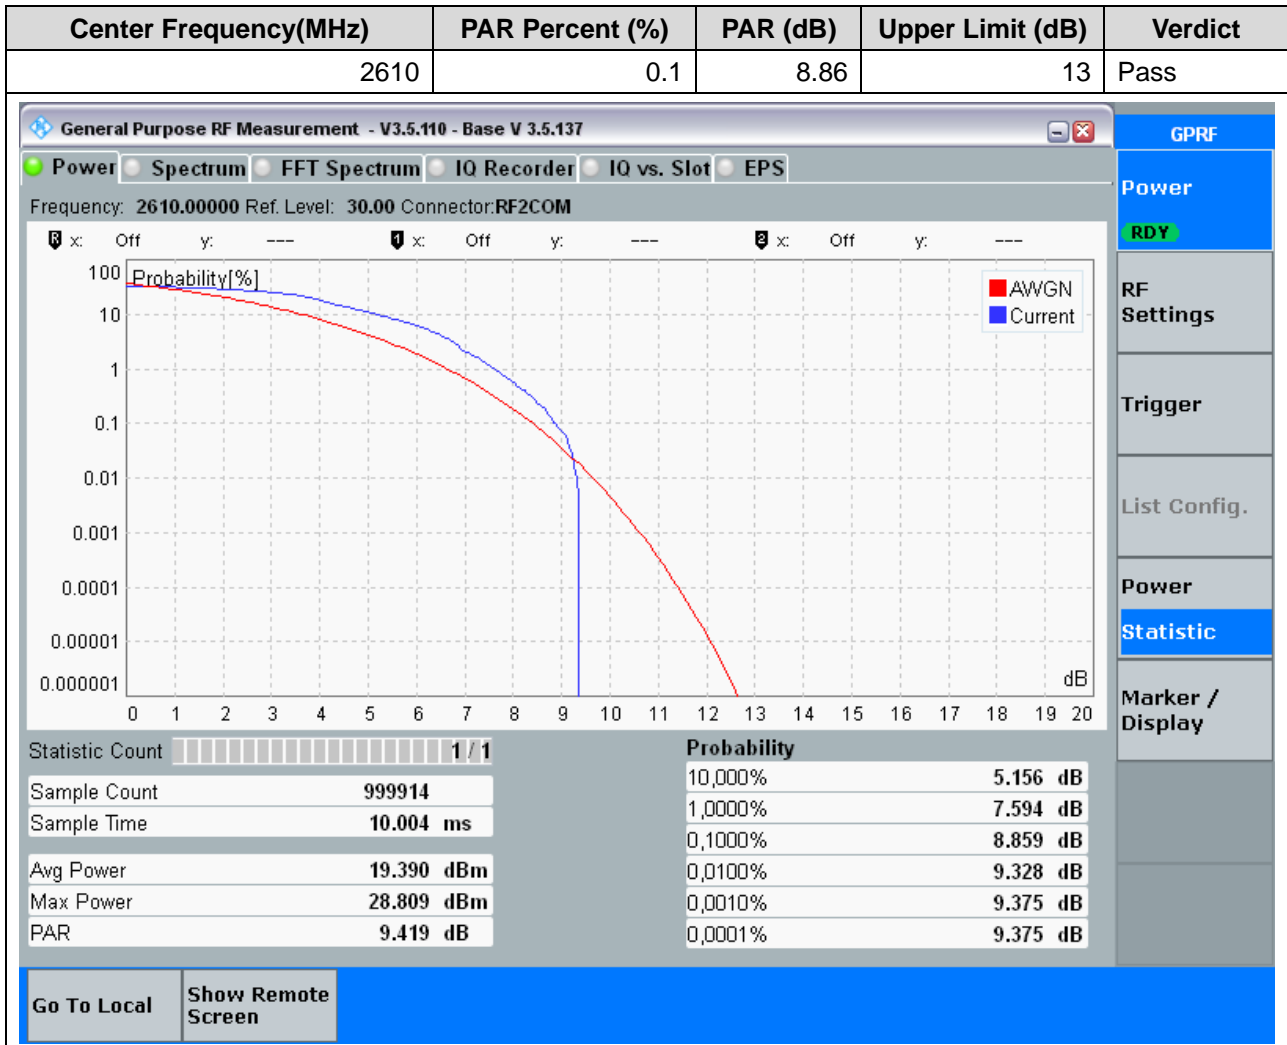 Center Frequency(MHz) PAR Percent (%) PAR (dB) Upper Limit (dB) Verdict
2610 0.1 8.86 13 Pass
General Purpose RF Measurement - V3.5.110 - Base V 3.5.137
GPRF
Power Spectrum FFT Spectrum IQ Recorder IQ vs. Slot EPS
Power
RDY
Frequency: 2610.00000 Ref. Level: 30.00 Connector:RF2COM
R x: Off y: --- 1 x: Off y: --- 2 x: Off y: ---
Probability[%]
AWGN
Current
100
10
1
0.1
0.01
0.001
0.0001
0.00001
0.000001
dB
0 1 2 3 4 5 6 7 8 9 10 11 12 13 14 15 16 17 18 19 20
RF
Settings
Trigger
List Config.
Power
Statistic
Marker /
Display
Statistic Count 1 / 1
Sample Count 999914
Sample Time 10.004 ms
Avg Power 19.390 dBm
Max Power 28.809 dBm
PAR 9.419 dB
Probability
10,000% 5.156 dB
1,0000% 7.594 dB
0,1000% 8.859 dB
0,0100% 9.328 dB
0,0010% 9.375 dB
0,0001% 9.375 dB
Go To Local
Show Remote
Screen